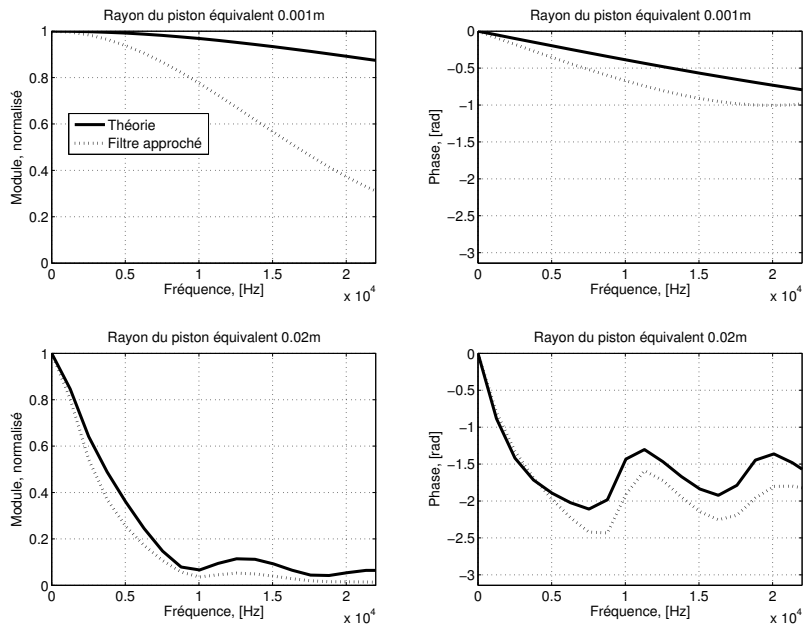 Rayon du piston équivalent 0.001m
1
0.8
0.6
0.4
0.2
0
Module, normalisé
Théorie
Filtre approché
0
0.5
1
1.5
2
x 10^4
Fréquence, [Hz]
Rayon du piston équivalent 0.001m
0
−0.5
−1
−1.5
−2
−2.5
−3
Phase, [rad]
0
0.5
1
1.5
2
x 10^4
Fréquence, [Hz]
Rayon du piston équivalent 0.02m
1
0.8
0.6
0.4
0.2
0
Module, normalisé
0
0.5
1
1.5
2
x 10^4
Fréquence, [Hz]
Rayon du piston équivalent 0.02m
0
−0.5
−1
−1.5
−2
−2.5
−3
Phase, [rad]
0
0.5
1
1.5
2
x 10^4
Fréquence, [Hz]